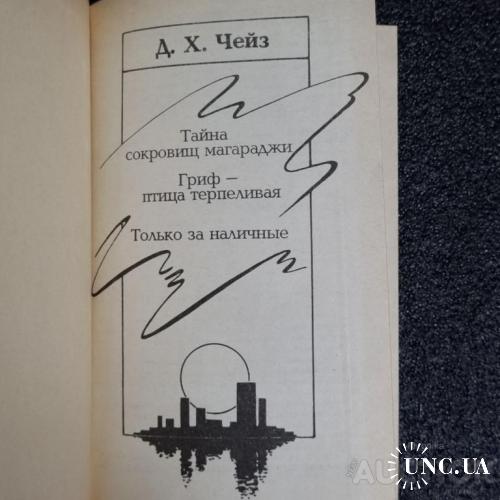 Д. Х. Чейз
Тайна
сокровищ магараджи
Гриф —
птица терпеливая
Только за наличные
UNC.UA